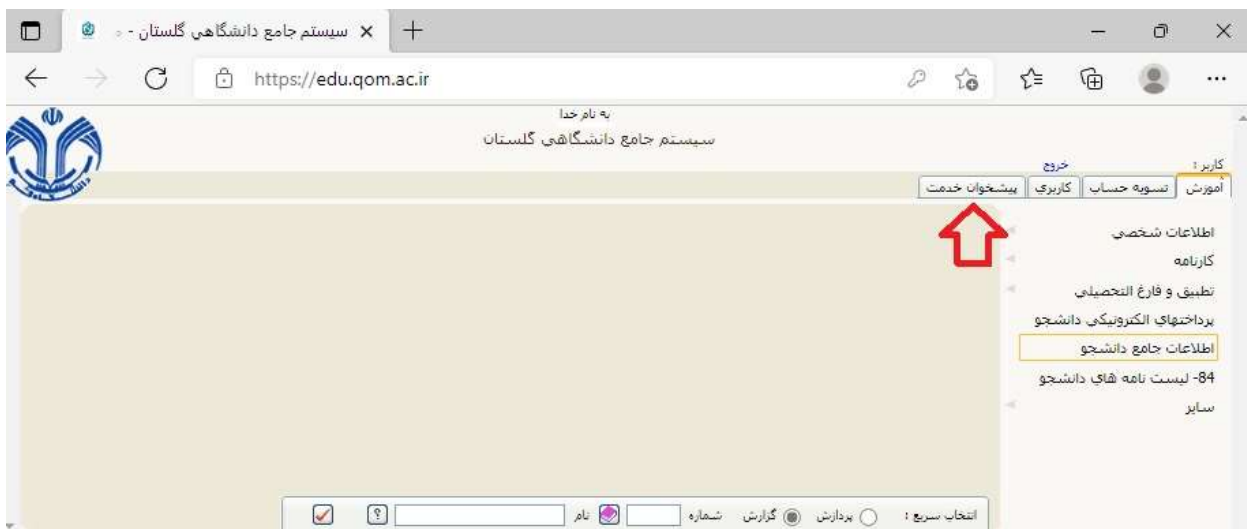 سیستم جامع دانشگاهی گلستان -
https://edu.qom.ac.ir
به نام خدا
سیستم جامع دانشگاهی گلستان
کاربر :
خروج
آموزش
تسویه حساب
کاربری
پیشخوان خدمت
اطلاعات شخصی
کارنامه
تطبیق و فارغ التحصیلی
پرداختهای الکترونیکی دانشجو
اطلاعات جامع دانشجو
84- لیست نامه های دانشجو
سایر
انتخاب سریع : پردازش گزارش شماره نام ?